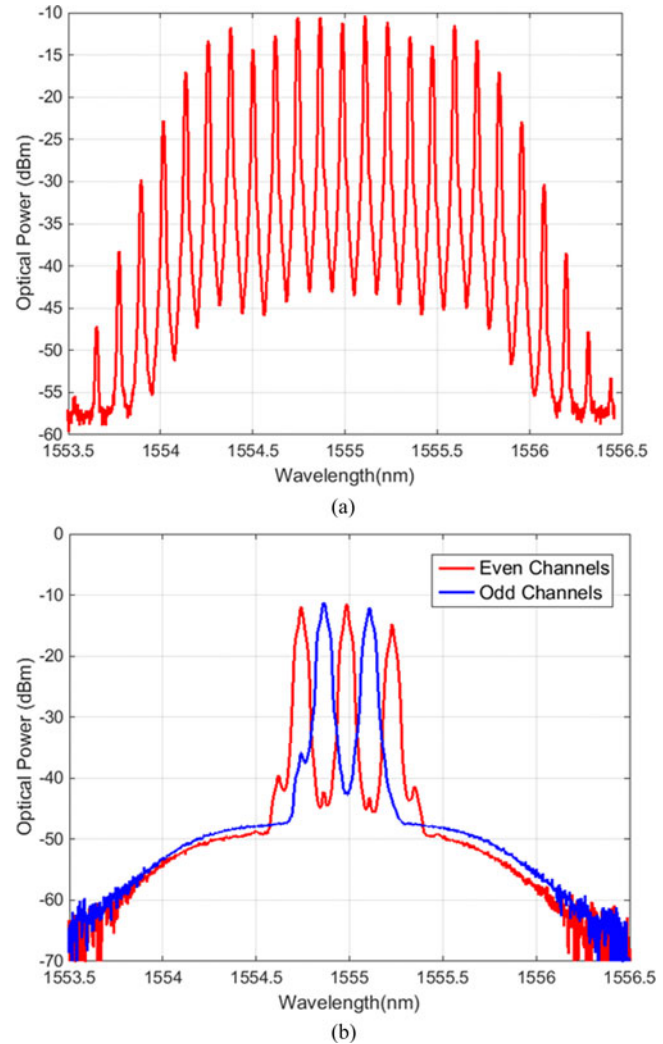 -10
-15
-20
-25
-30
-35
-40
-45
-50
-55
-60
Optical Power (dBm)
1553.5 1554 1554.5 1555 1555.5 1556 1556.5
Wavelength(nm)
(a)
0
-10
-20
-30
-40
-50
-60
-70
Optical Power (dBm)
Even Channels
Odd Channels
1553.5 1554 1554.5 1555 1555.5 1556 1556.5
Wavelength(nm)
(b)